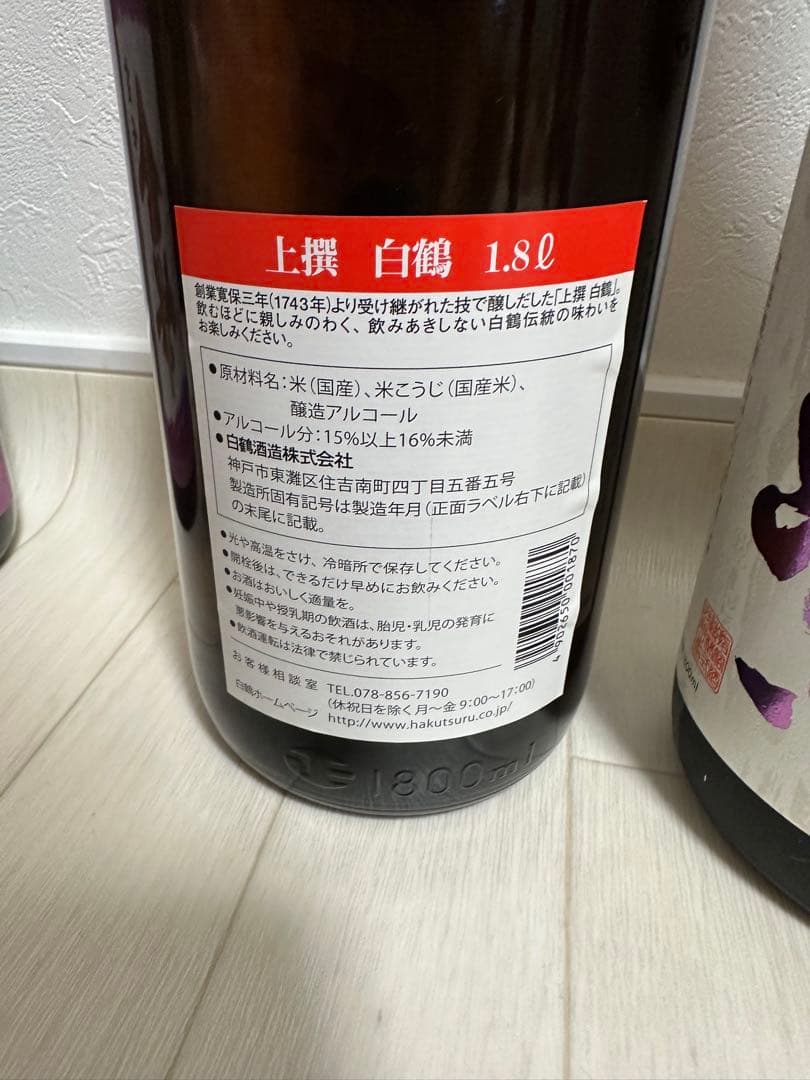 上撰 白鶴 1.8ℓ
創業寛保三年(1743年)より受け継がれた技で醸しだした「上撰 白鶴」。
飲むほどに親しみのわく、飲みあきしない白鶴伝統の味わいを
お楽しみください。
●原材料名：米（国産）、米こうじ（国産米）、
醸造アルコール
●アルコール分：15%以上16%未満
●白鶴酒造株式会社
神戸市東灘区住吉南町四丁目五番五号
製造所固有記号は製造年月（正面ラベル右下に記載）
の末尾に記載。
●光や高温をさけ、冷暗所で保存してください。
●開栓後は、できるだけ早めにお飲みください。
●お酒はおいしく適量を。
●妊娠中や授乳期の飲酒は、胎児・乳児の発育に
悪影響を与えるおそれがあります。
●飲酒運転は法律で禁じられています。
4 902650 001870
お客様相談室 TEL.078-856-7190
（休祝日を除く月〜金 9:00〜17:00）
白鶴ホームページ http://www.hakutsuru.co.jp/
1800ml